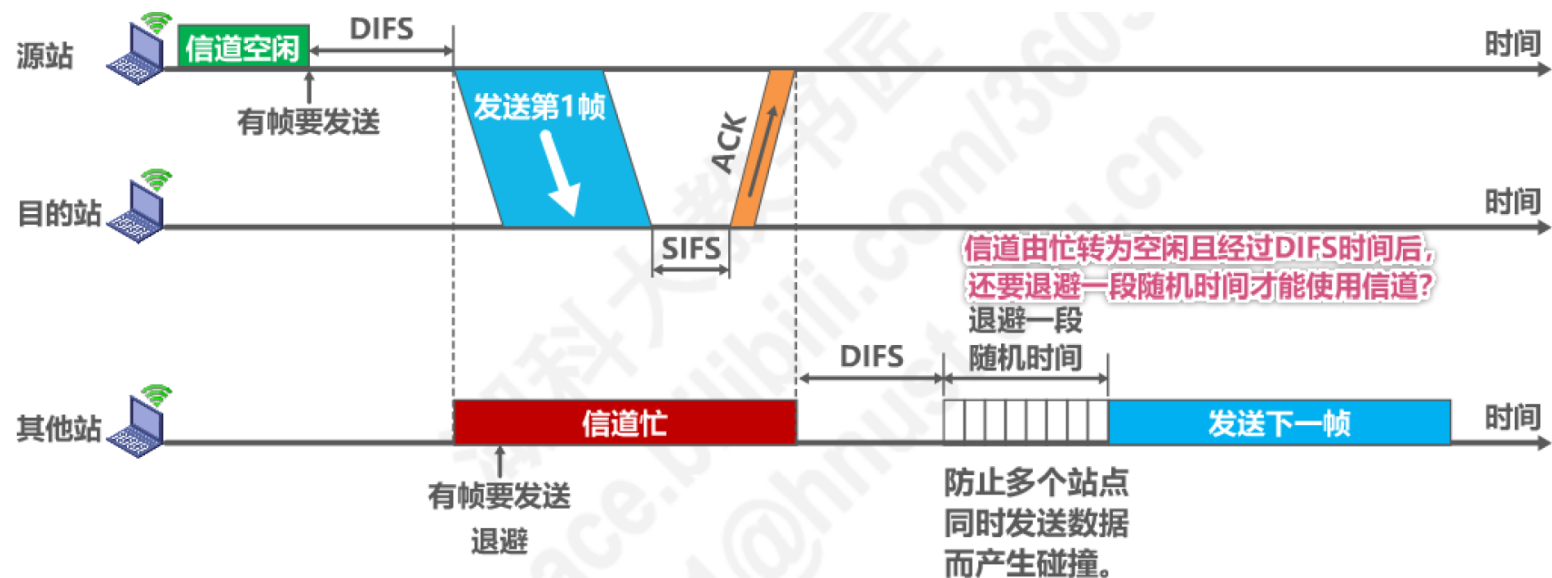 源站
信道空闲
DIFS
时间
有帧要发送
发送第1帧
ACK
目的站
时间
SIFS
信道由忙转为空闲且经过DIFS时间后,
还要退避一段随机时间才能使用信道?
退避一段
随机时间
DIFS
其他站
信道忙
发送下一帧
时间
有帧要发送
退避
防止多个站点
同时发送数据
而产生碰撞。